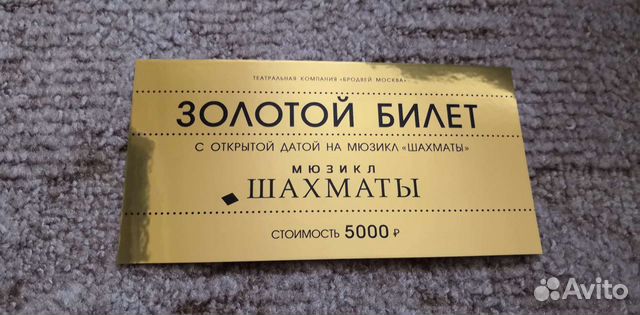 ТЕАТРАЛЬНАЯ КОМПАНИЯ «БРОДВЕЙ МОСКВА»
ЗОЛОТОЙ БИЛЕТ
С ОТКРЫТОЙ ДАТОЙ НА МЮЗИКЛ «ШАХМАТЫ»
МЮЗИКЛ
ШАХМАТЫ
СТОИМОСТЬ 5000 ₽
Avito